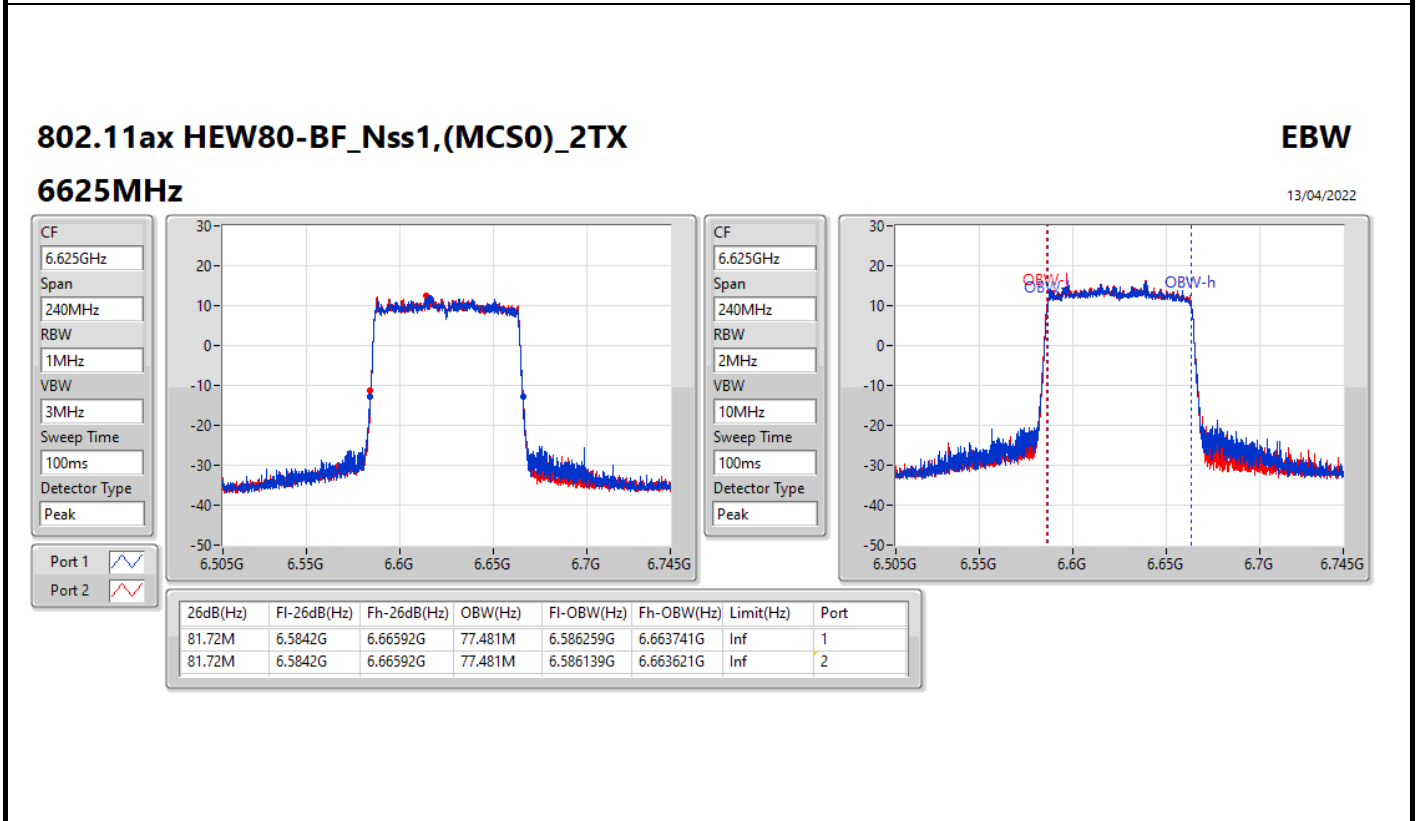 802.11ax HEW80-BF_Nss1,(MCS0)_2TX EBW
6625MHz 13/04/2022
CF
6.625GHz
Span
240MHz
RBW
1MHz
VBW
3MHz
Sweep Time
100ms
Detector Type
Peak
Port 1
Port 2
30
20
10
0
-10
-20
-30
-40
-50
6.505G 6.55G 6.6G 6.65G 6.7G 6.745G
CF
6.625GHz
Span
240MHz
RBW
2MHz
VBW
10MHz
Sweep Time
100ms
Detector Type
Peak
30
20
10
0
-10
-20
-30
-40
-50
OBW-l
OBW-h
6.505G 6.55G 6.6G 6.65G 6.7G 6.745G
26dB(Hz) Fl-26dB(Hz) Fh-26dB(Hz) OBW(Hz) Fl-OBW(Hz) Fh-OBW(Hz) Limit(Hz) Port
81.72M 6.5842G 6.66592G 77.481M 6.586259G 6.663741G Inf 1
81.72M 6.5842G 6.66592G 77.481M 6.586139G 6.663621G Inf 2